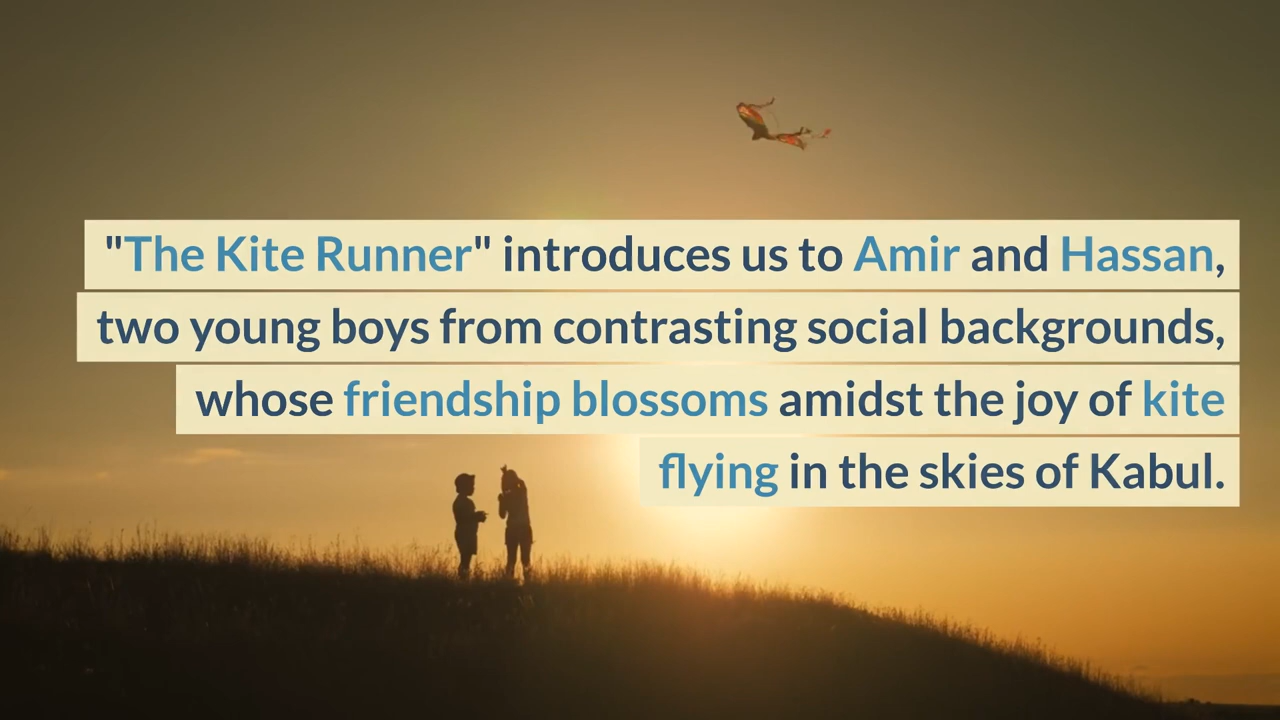 "The Kite Runner" introduces us to Amir and Hassan,
two young boys from contrasting social backgrounds,
whose friendship blossoms amidst the joy of kite
flying in the skies of Kabul.